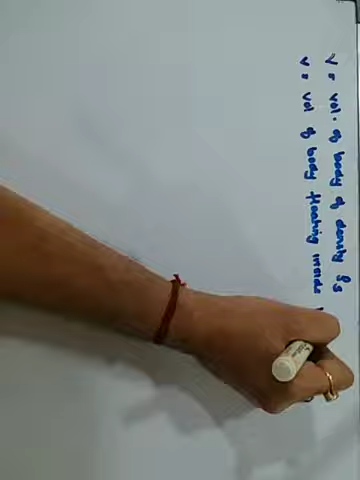 V = vol. of body of density ρs
v = vol of body floating inside